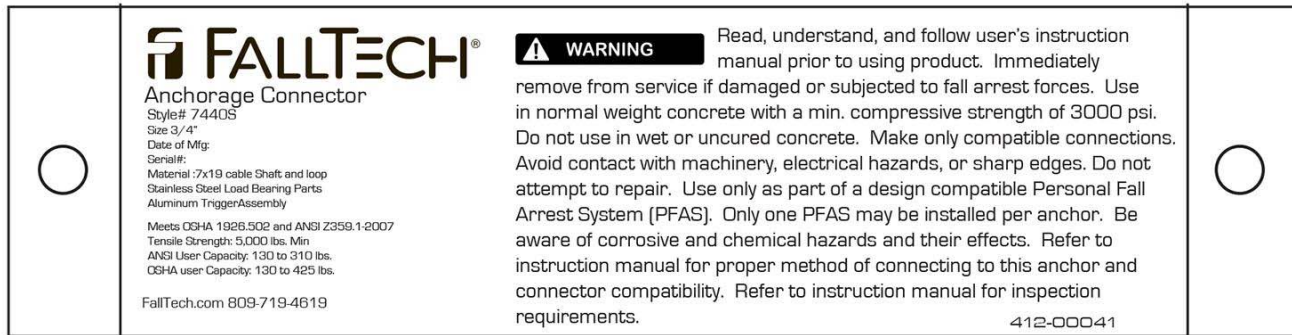 FALLTECH®
Anchorage Connector
Style# 7440S
Size 3/4"
Date of Mfg:
Serial#:
Material :7x19 cable Shaft and loop
Stainless Steel Load Bearing Parts
Aluminum TriggerAssembly
Meets OSHA 1926.502 and ANSI Z359.1-2007
Tensile Strength: 5,000 lbs. Min
ANSI User Capacity: 130 to 310 lbs.
OSHA user Capacity: 130 to 425 lbs.
FallTech.com 809-719-4619
WARNING
Read, understand, and follow user's instruction
manual prior to using product. Immediately
remove from service if damaged or subjected to fall arrest forces. Use
in normal weight concrete with a min. compressive strength of 3000 psi.
Do not use in wet or uncured concrete. Make only compatible connections.
Avoid contact with machinery, electrical hazards, or sharp edges. Do not
attempt to repair. Use only as part of a design compatible Personal Fall
Arrest System (PFAS). Only one PFAS may be installed per anchor. Be
aware of corrosive and chemical hazards and their effects. Refer to
instruction manual for proper method of connecting to this anchor and
connector compatibility. Refer to instruction manual for inspection
requirements.
412-00041